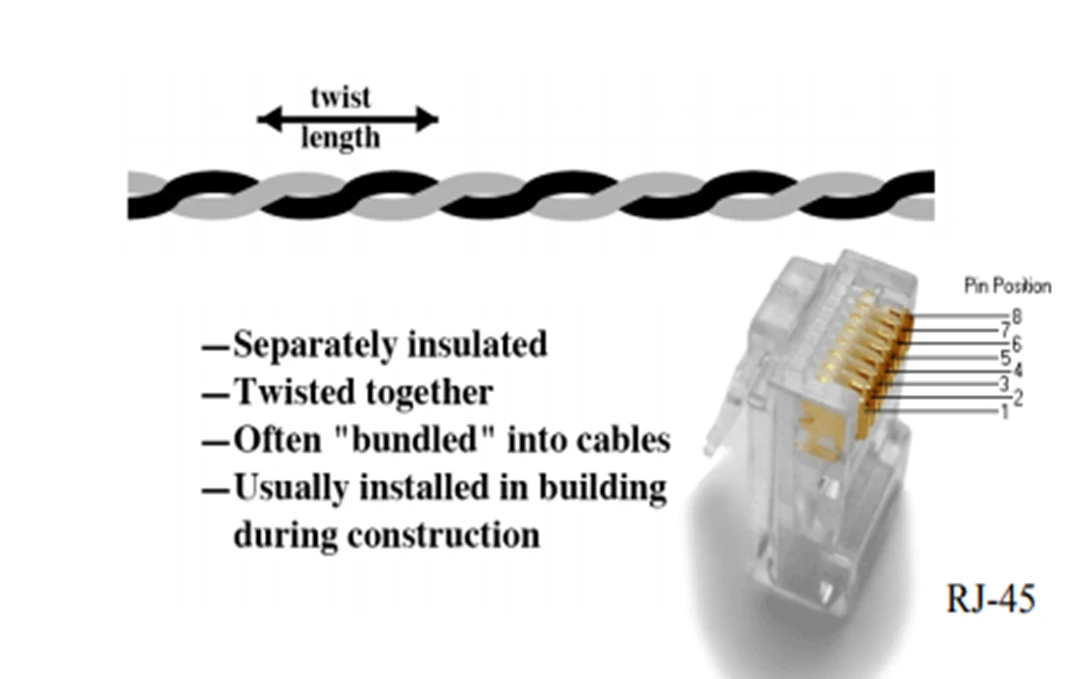 twist
length
—Separately insulated
—Twisted together
—Often "bundled" into cables
—Usually installed in building
during construction
Pin Position
8
7
6
5
4
3
2
1
RJ-45